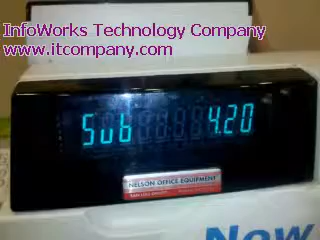 InfoWorks Technology Company
www.itcompany.com
Sub 4.20
NELSON OFFICE EQUIPMENT
Now